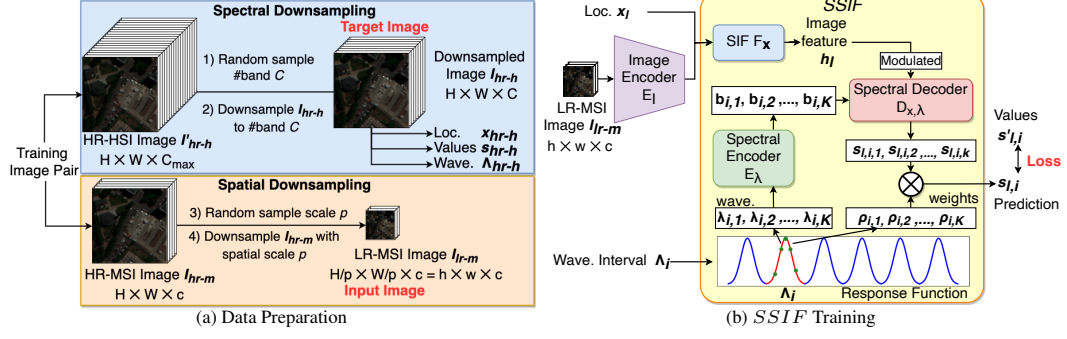 Spectral Downsampling
Target Image
1) Random sample
#band C
2) Downsample I_hr-h
to #band C
Downsampled
Image I_hr-h
H × W × C
HR-HSI Image I'_hr-h
H × W × C_max
Loc. x_hr-h
Values s_hr-h
Wave. Λ_hr-h
Training
Image Pair
Spatial Downsampling
3) Random sample scale p
4) Downsample I_hr-m with
spatial scale p
HR-MSI Image I_hr-m
H × W × c
LR-MSI Image I_lr-m
H/p × W/p × c = h × w × c
Input Image
(a) Data Preparation
SSIF
Loc. x_l
SIF F_x
Image
feature
h_l
Modulated
Image
Encoder
E_I
LR-MSI
Image I_lr-m
h × w × c
b_i,1, b_i,2 ,..., b_i,K
Spectral Decoder
D_x,λ
Spectral
Encoder
E_λ
s_l,i,1, s_l,i,2 ,..., s_l,i,k
Values
s'_l,i
Loss
s_l,i
Prediction
weights
wave.
λ_i,1, λ_i,2 ,..., λ_i,K
ρ_i,1, ρ_i,2 ,..., ρ_i,K
Wave. Interval Λ_i
Λ_i
Response Function
(b) SSIF Training